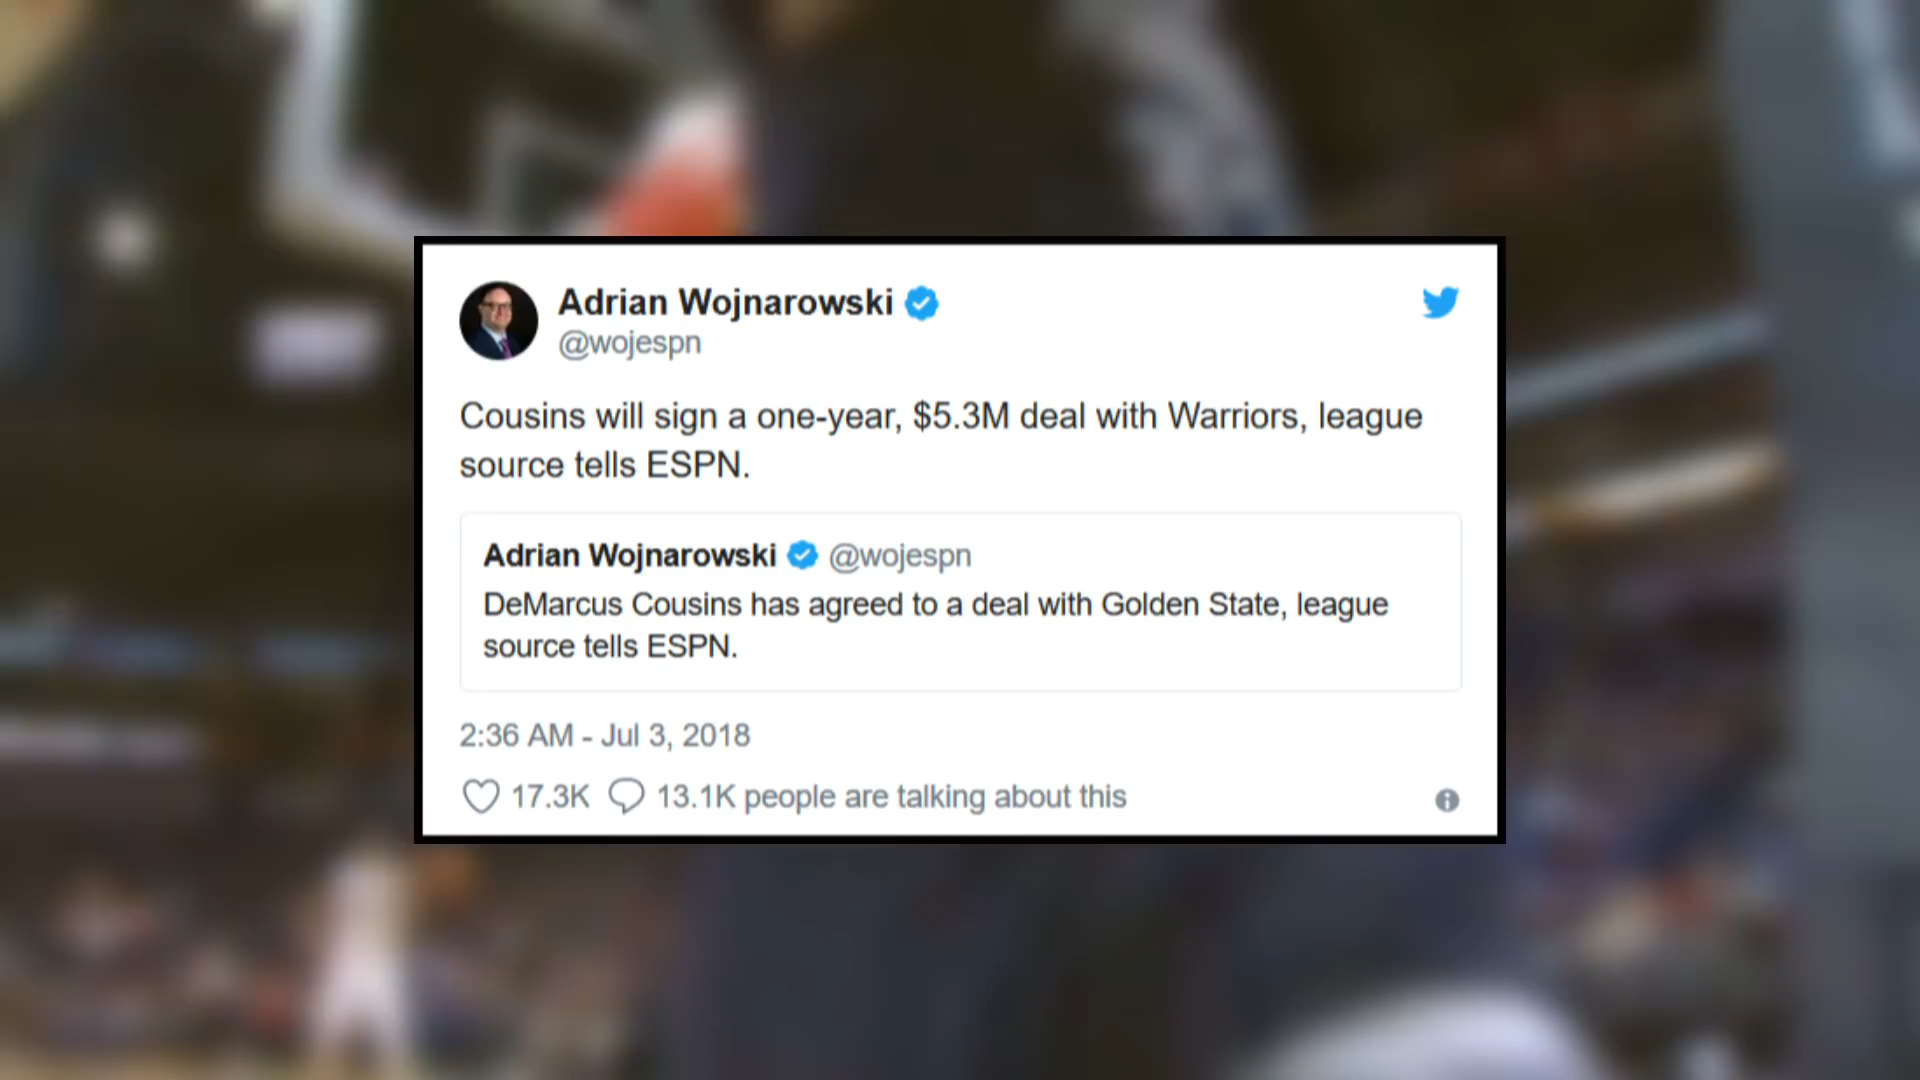 Adrian Wojnarowski
@wojespn
Cousins will sign a one-year, $5.3M deal with Warriors, league
source tells ESPN.
Adrian Wojnarowski @wojespn
DeMarcus Cousins has agreed to a deal with Golden State, league
source tells ESPN.
2:36 AM - Jul 3, 2018
17.3K 13.1K people are talking about this